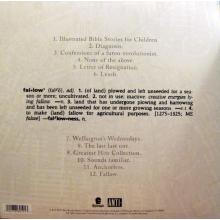 1. Illustrated Bible Stories for Children.
2. Diagnosis.
3. Confessions of a futon-revolutionist.
4. None of the above.
5. Letter of Resignation.
6. Leash.
fal·low¹ (fal'ō), adj. 1. (of land) plowed and left unseeded for a sea-
son or more; uncultivated. 2. not in use; inactive: creative energies ly-
ing fallow. —n. 3. land that has undergone plowing and harrowing
and has been left unseeded for one or more growing seasons. —v.t. 4.
to make (land) fallow for agricultural purposes. [1275–1325; ME
—fal'low·ness, n.
7. Wellington's Wednesdays.
8. The last last one.
9. Greatest Hits Collection.
10. Sounds familiar.
11. Anchorless.
12. Fallow.
ANTI-